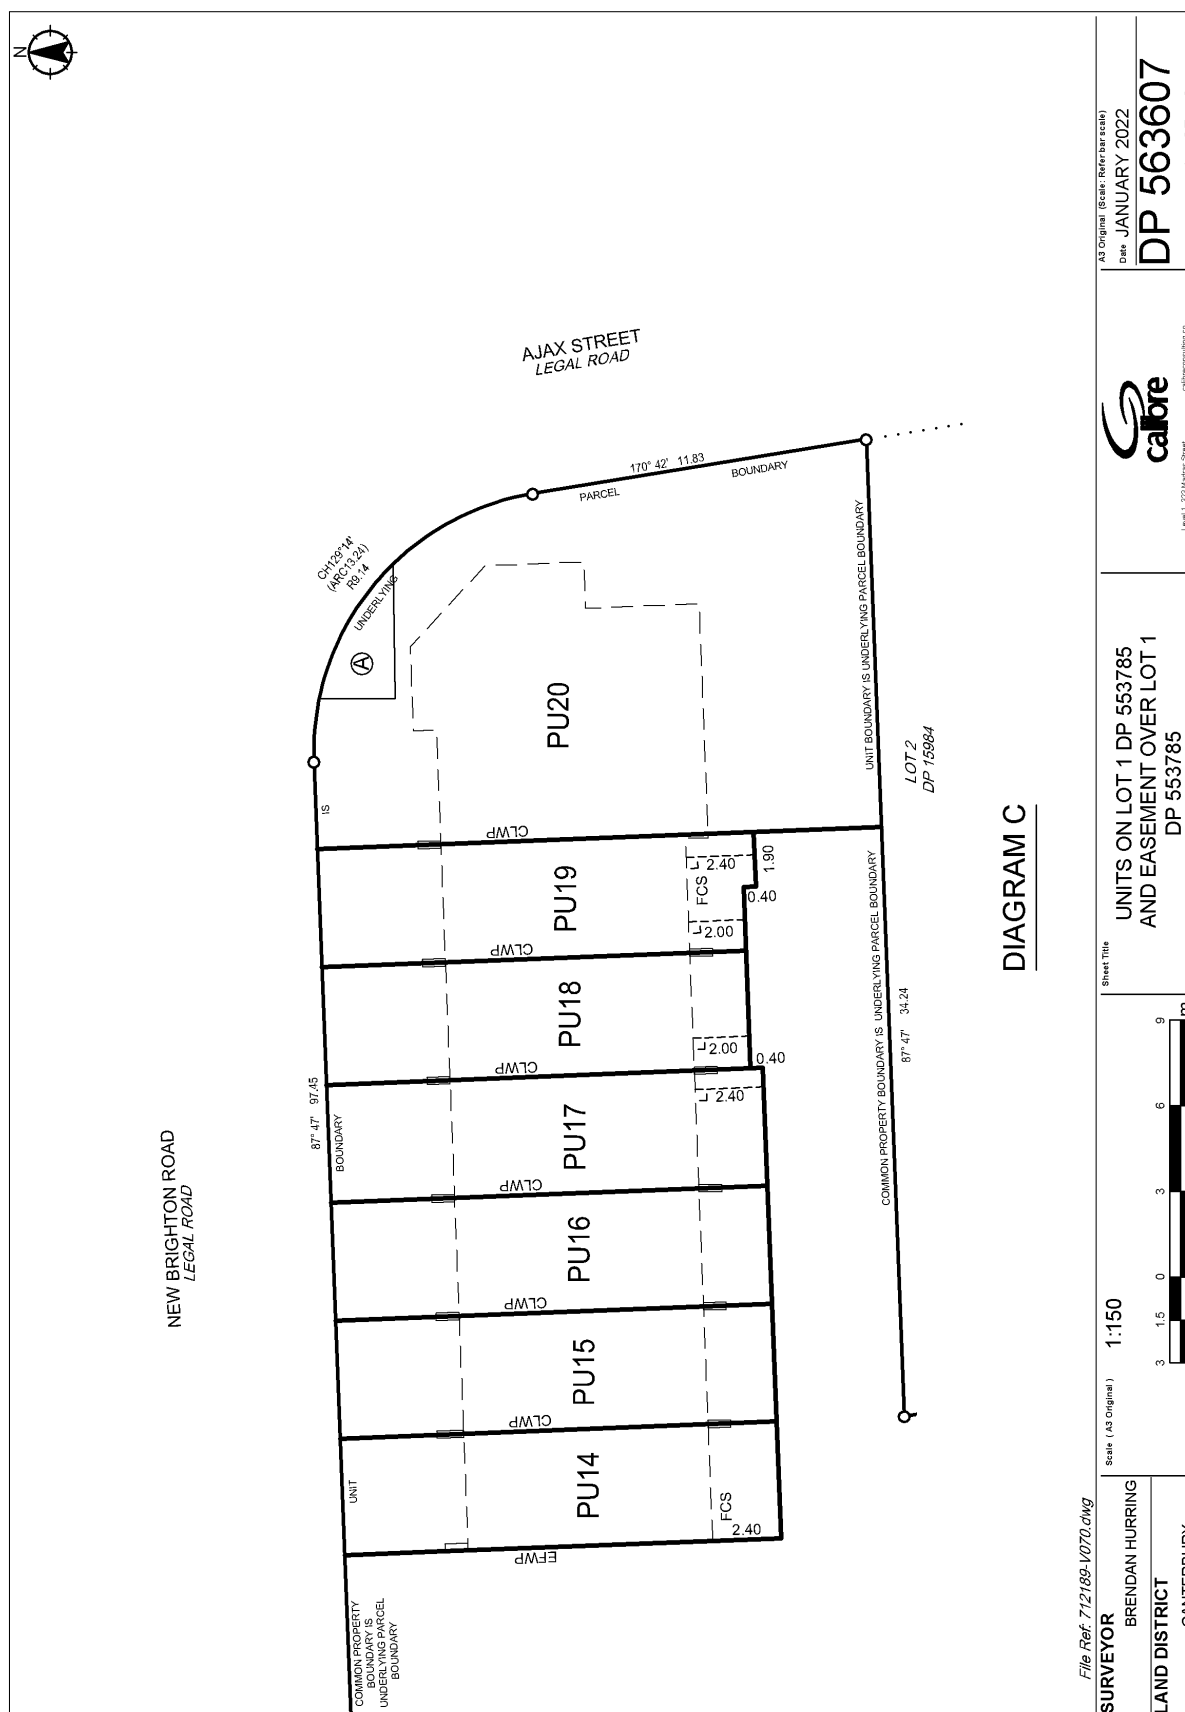 N
NEW BRIGHTON ROAD
LEGAL ROAD
AJAX STREET
LEGAL ROAD
COMMON PROPERTY
BOUNDARY IS
UNDERLYING PARCEL
BOUNDARY
UNIT
BOUNDARY
87° 47' 97.45
IS
UNDERLYING
CH129°14'
(ARC13.24)
R9.14
A
PARCEL
BOUNDARY
170° 42' 11.83
EFWP
PU14
FCS
2.40
CLWP
PU15
CLWP
PU16
CLWP
PU17
2.40
CLWP
0.40
PU18
2.00
CLWP
PU19
FCS
2.00
2.40
0.40
1.90
CLWP
PU20
COMMON PROPERTY BOUNDARY IS UNDERLYING PARCEL BOUNDARY
UNIT BOUNDARY IS UNDERLYING PARCEL BOUNDARY
87° 47' 34.24
LOT 2
DP 15984
DIAGRAM C
File Ref: 712189-V070.dwg
SURVEYOR
BRENDAN HURRING
LAND DISTRICT
CANTERBURY
Scale ( A3 Original )
1:150
3 1.5 0 3 6 9
m
Sheet Title
UNITS ON LOT 1 DP 553785
AND EASEMENT OVER LOT 1
DP 553785
calibre
A3 Original (Scale: Refer bar scale)
Date JANUARY 2022
DP 563607